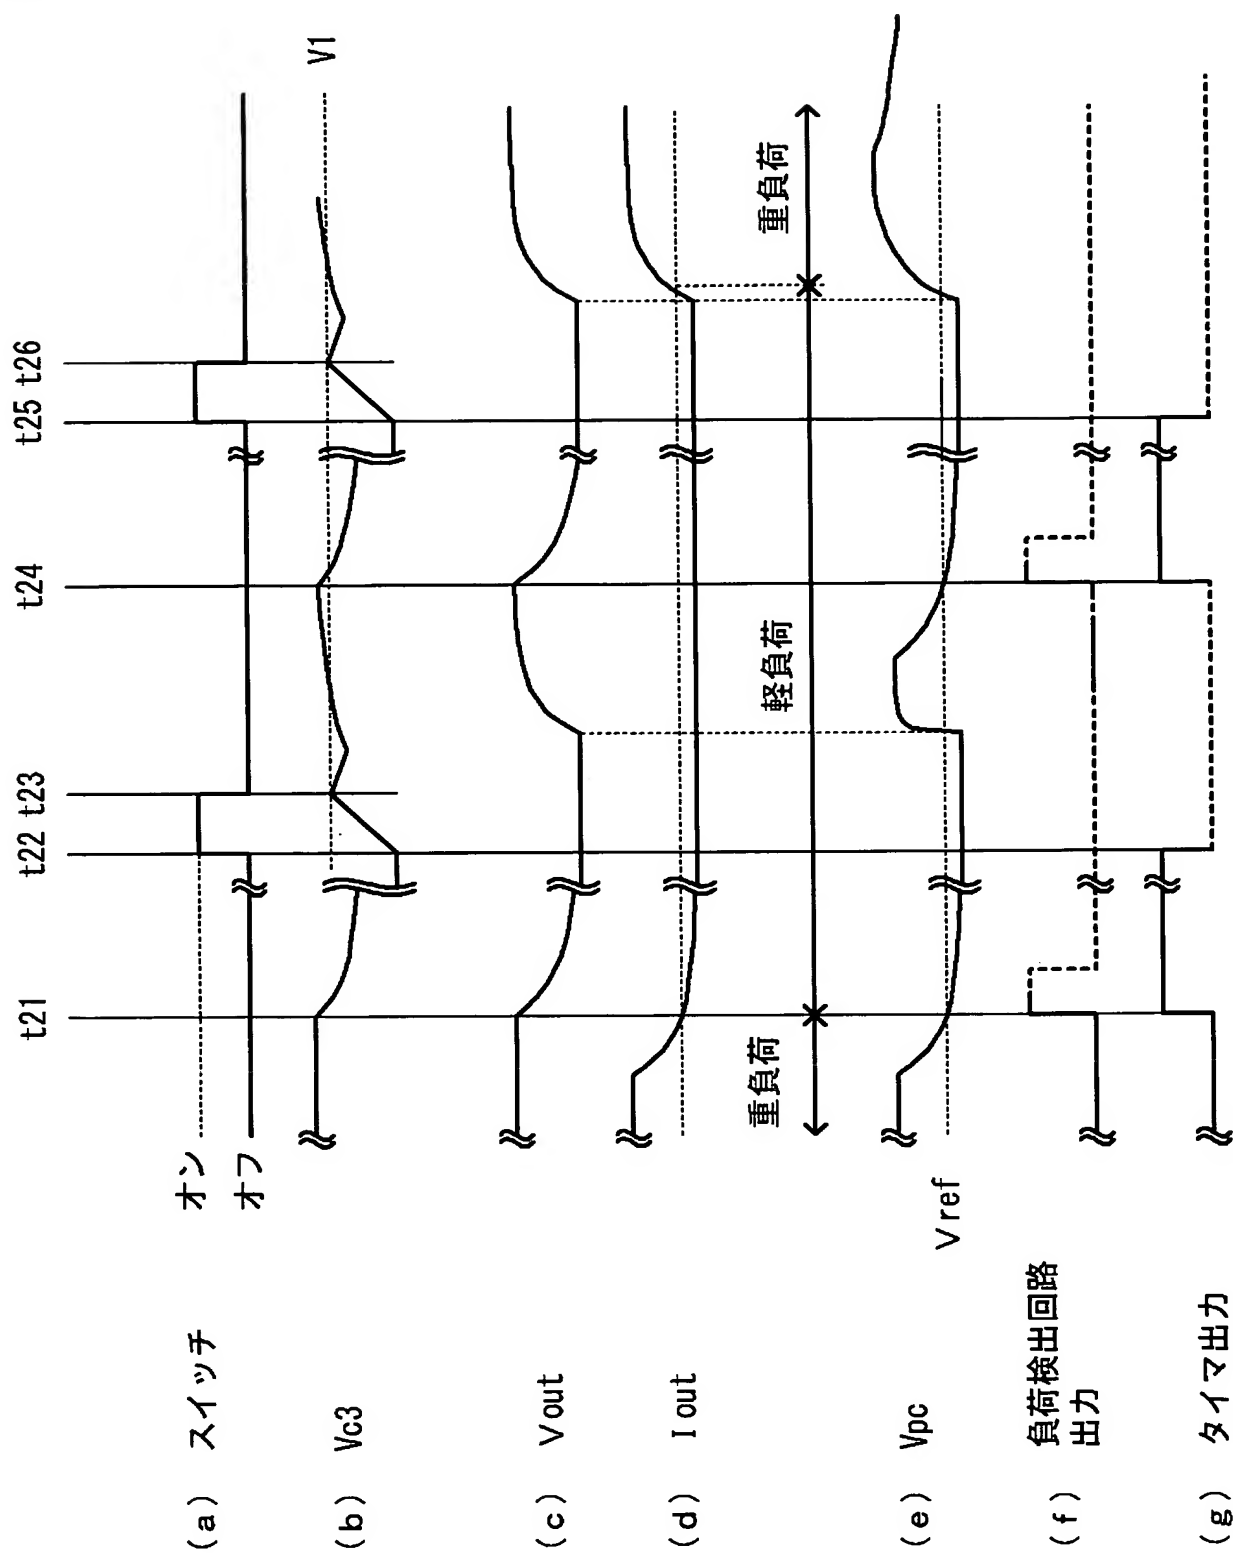 t21
t22 t23
t24
t25 t26
(a) スイッチ
オン
オフ
(b) Vc3
V1
(c) Vout
(d) Iout
重負荷
軽負荷
重負荷
(e) Vpc
Vref
(f) 負荷検出回路
出力
(g) タイマ出力